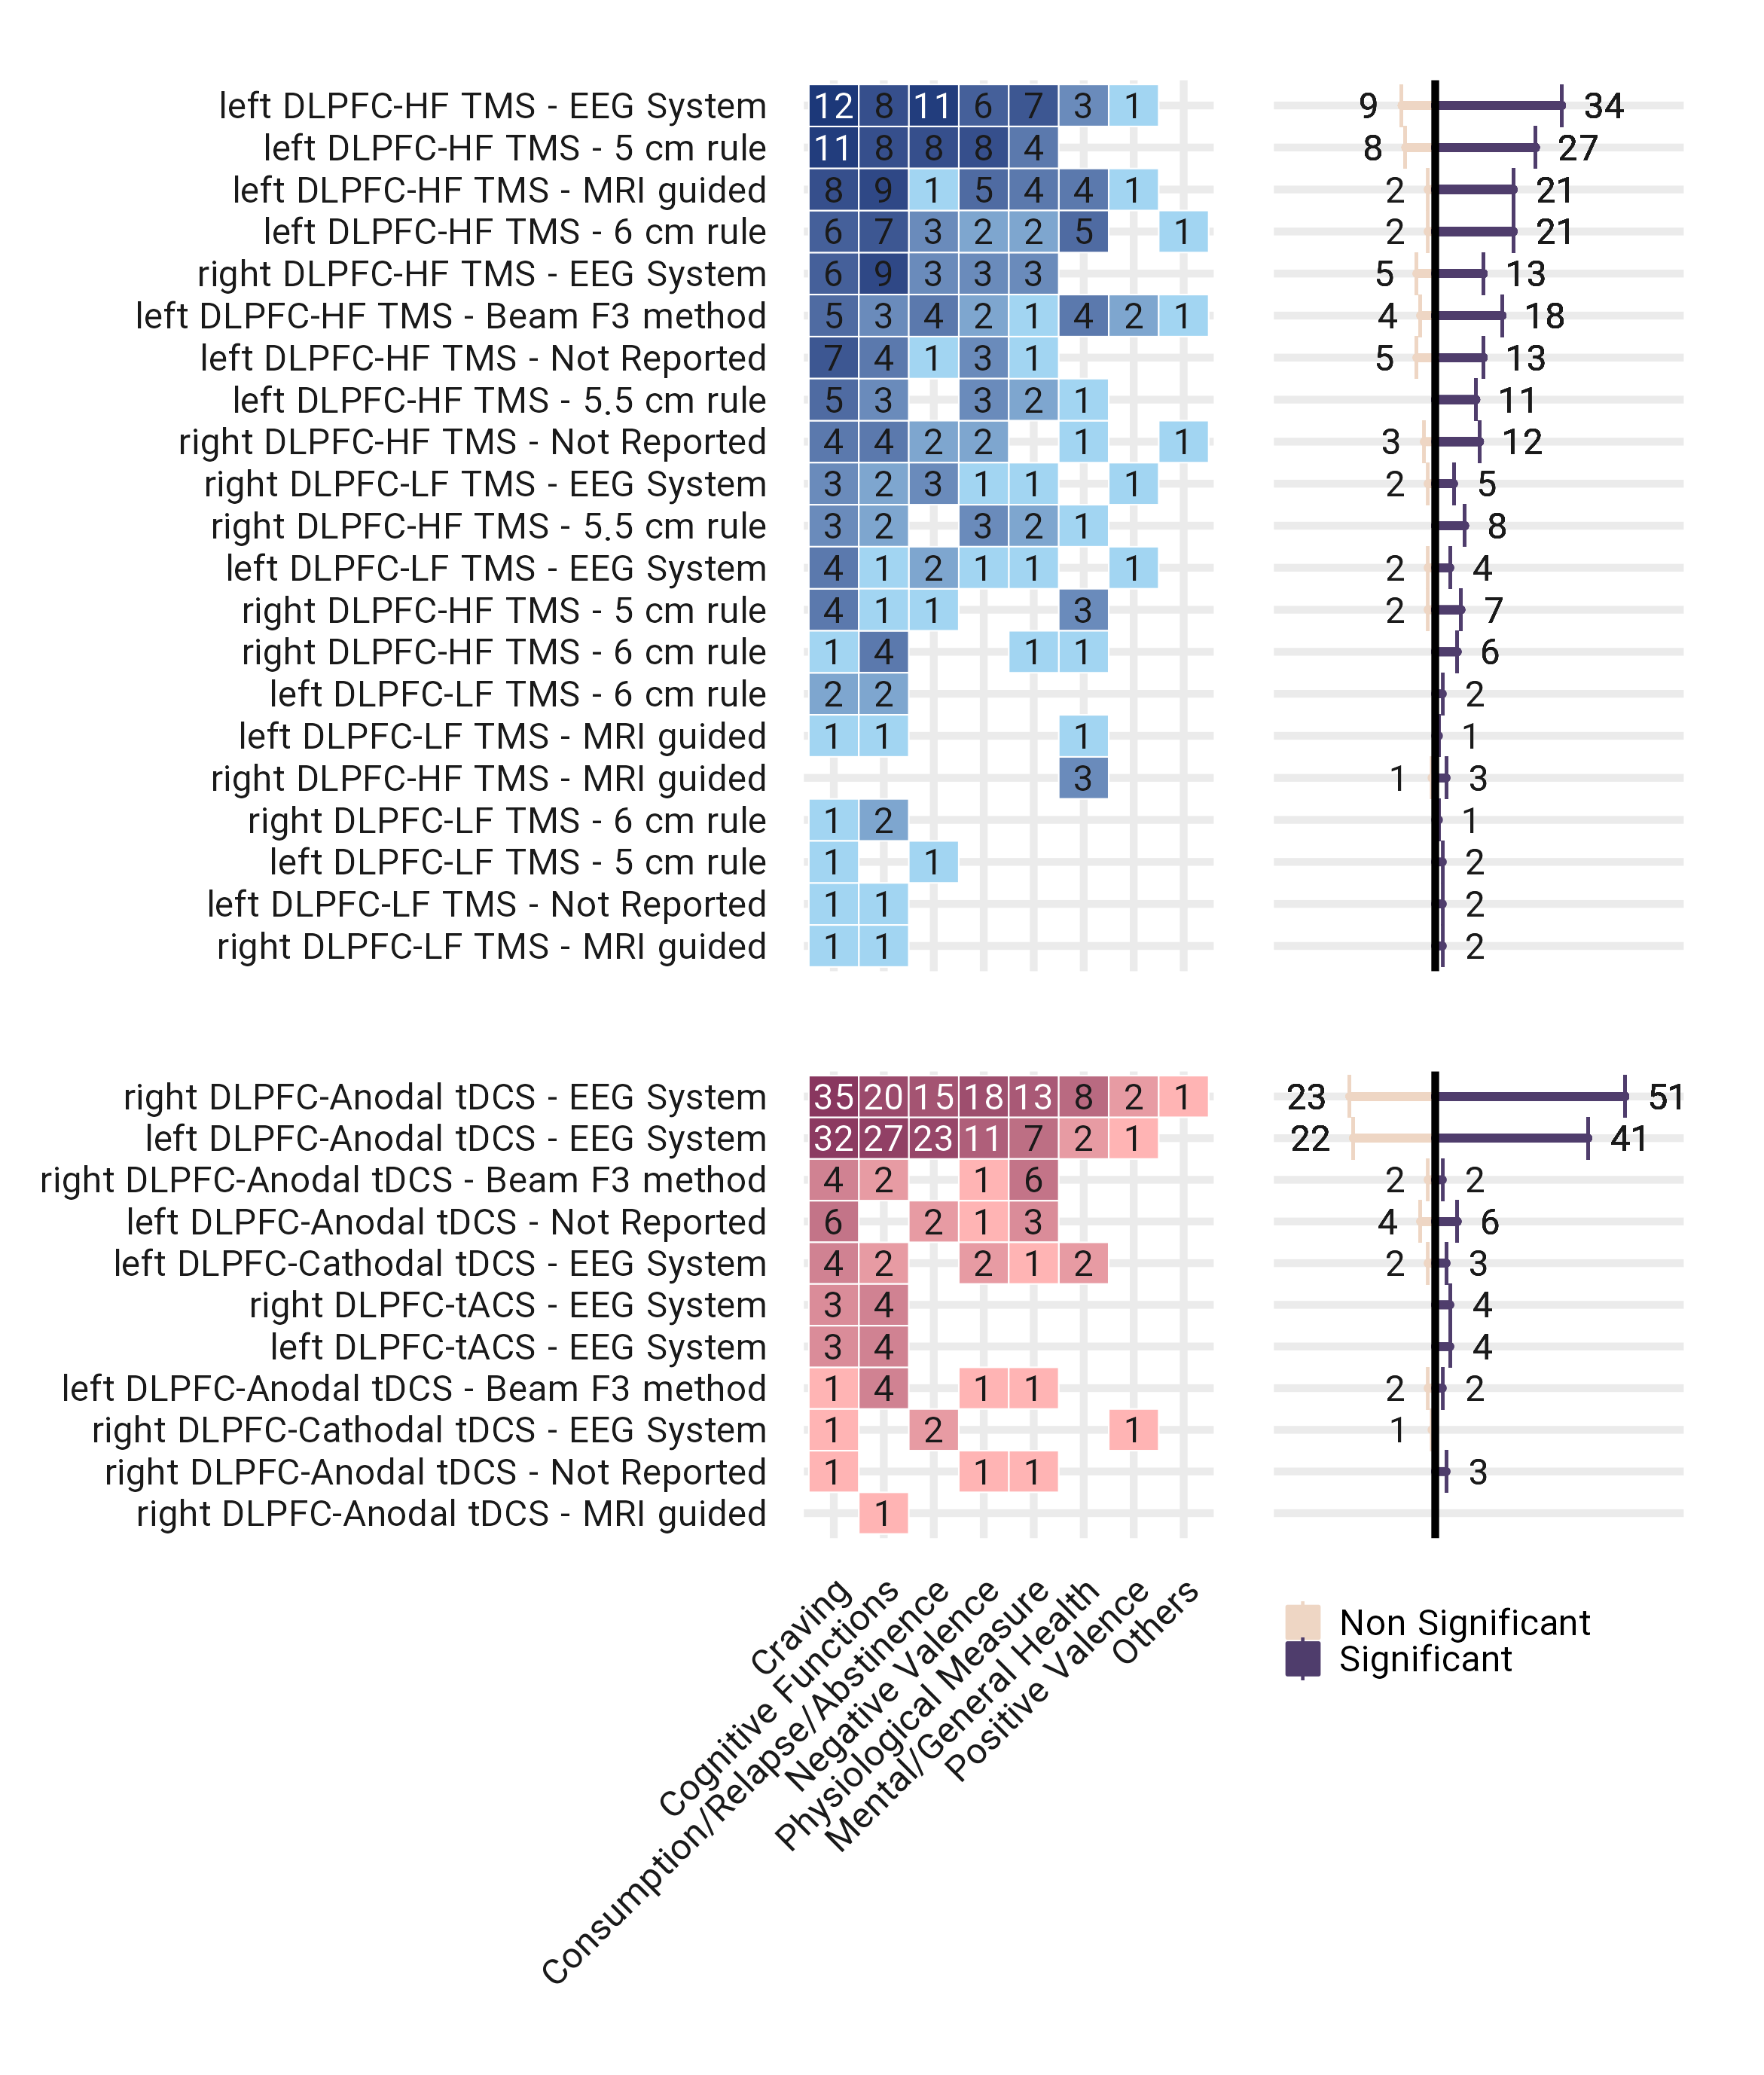 left DLPFC-HF TMS - EEG System 12 8 11 6 7 3 1 9 34
left DLPFC-HF TMS - 5 cm rule 11 8 8 8 4 8 27
left DLPFC-HF TMS - MRI guided 8 9 1 5 4 4 1 2 21
left DLPFC-HF TMS - 6 cm rule 6 7 3 2 2 5 1 2 21
right DLPFC-HF TMS - EEG System 6 9 3 3 3 5 13
left DLPFC-HF TMS - Beam F3 method 5 3 4 2 1 4 2 1 4 18
left DLPFC-HF TMS - Not Reported 7 4 1 3 1 5 13
left DLPFC-HF TMS - 5.5 cm rule 5 3 3 2 1 11
right DLPFC-HF TMS - Not Reported 4 4 2 2 1 1 3 12
right DLPFC-LF TMS - EEG System 3 2 3 1 1 1 2 5
right DLPFC-HF TMS - 5.5 cm rule 3 2 3 2 1 8
left DLPFC-LF TMS - EEG System 4 1 2 1 1 1 2 4
right DLPFC-HF TMS - 5 cm rule 4 1 1 3 2 7
right DLPFC-HF TMS - 6 cm rule 1 4 1 1 6
left DLPFC-LF TMS - 6 cm rule 2 2 2
left DLPFC-LF TMS - MRI guided 1 1 1 1
right DLPFC-HF TMS - MRI guided 3 1 3
right DLPFC-LF TMS - 6 cm rule 1 2 1
left DLPFC-LF TMS - 5 cm rule 1 1 2
left DLPFC-LF TMS - Not Reported 1 1 2
right DLPFC-LF TMS - MRI guided 1 1 2
right DLPFC-Anodal tDCS - EEG System 35 20 15 18 13 8 2 1 23 51
left DLPFC-Anodal tDCS - EEG System 32 27 23 11 7 2 1 22 41
right DLPFC-Anodal tDCS - Beam F3 method 4 2 1 6 2 2
left DLPFC-Anodal tDCS - Not Reported 6 2 1 3 4 6
left DLPFC-Cathodal tDCS - EEG System 4 2 2 1 2 2 3
right DLPFC-tACS - EEG System 3 4 4
left DLPFC-tACS - EEG System 3 4 4
left DLPFC-Anodal tDCS - Beam F3 method 1 4 1 1 2 2
right DLPFC-Cathodal tDCS - EEG System 1 2 1 1
right DLPFC-Anodal tDCS - Not Reported 1 1 1 3
right DLPFC-Anodal tDCS - MRI guided 1
Craving
Cognitive Functions
Consumption/Relapse/Abstinence
Negative Valence
Physiological Measure
Mental/General Health
Positive Valence
Others
Non Significant
Significant